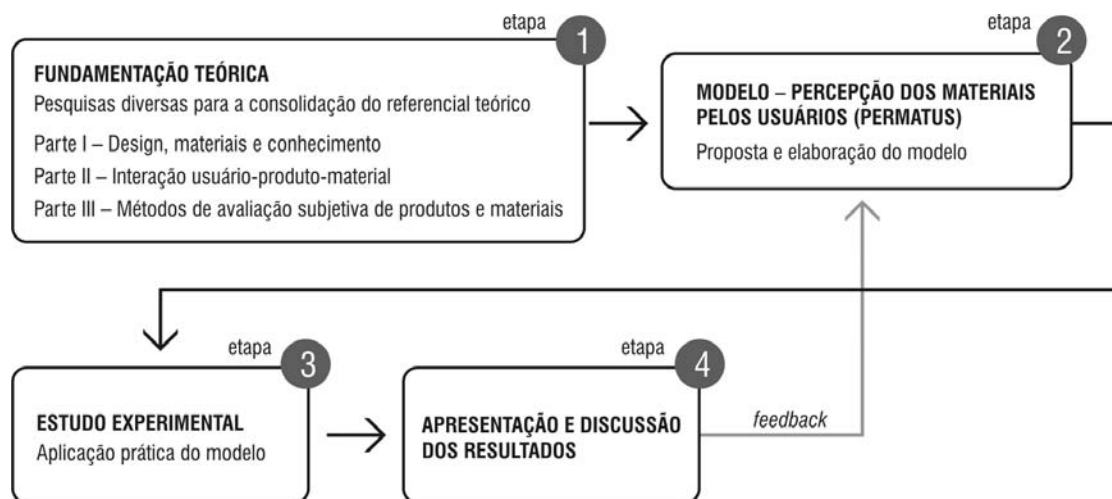 etapa 1
FUNDAMENTAÇÃO TEÓRICA
Pesquisas diversas para a consolidação do referencial teórico
Parte I – Design, materiais e conhecimento
Parte II – Interação usuário-produto-material
Parte III – Métodos de avaliação subjetiva de produtos e materiais
etapa 2
MODELO – PERCEPÇÃO DOS MATERIAIS
PELOS USUÁRIOS (PERMATUS)
Proposta e elaboração do modelo
etapa 3
ESTUDO EXPERIMENTAL
Aplicação prática do modelo
etapa 4
APRESENTAÇÃO E DISCUSSÃO
DOS RESULTADOS
feedback